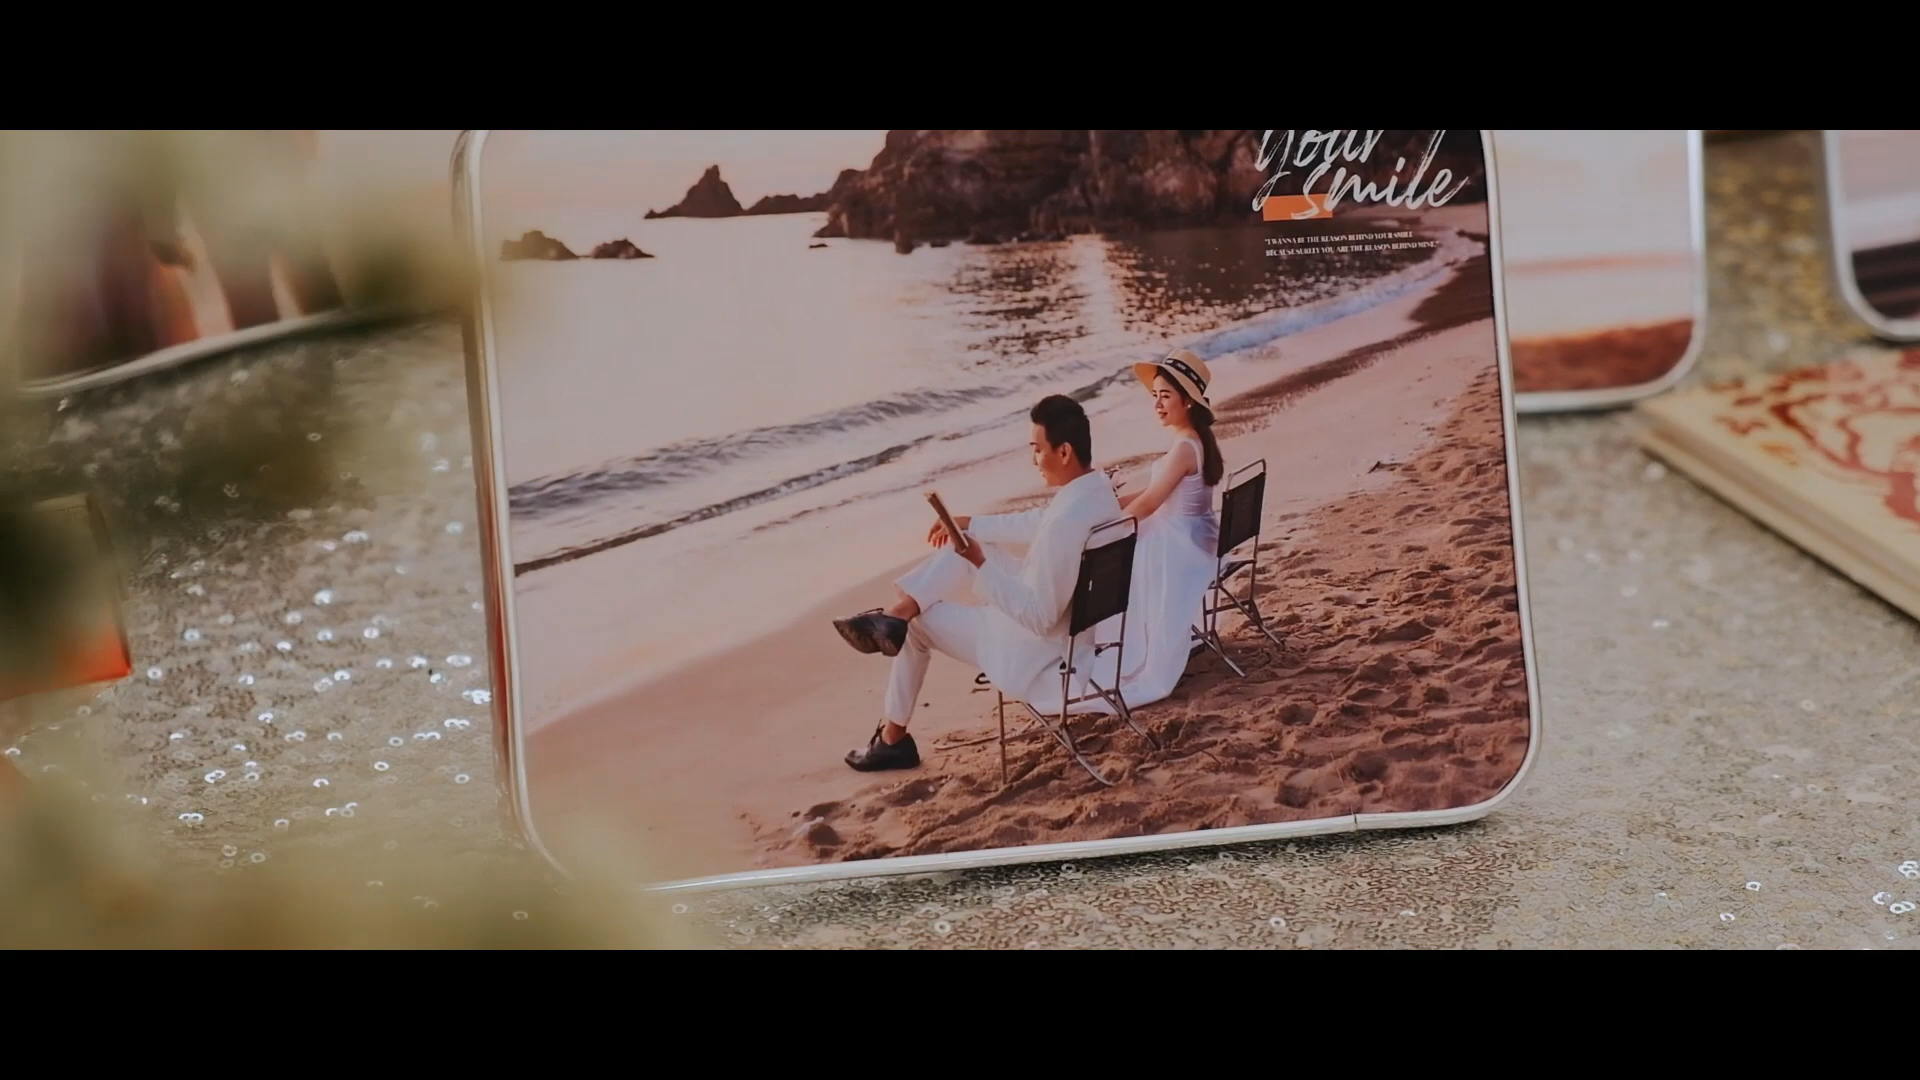 your
smile
"I WANNA BE THE REASON BEHIND YOUR SMILE
BECAUSE SURELY YOU ARE THE REASON BEHIND MINE."